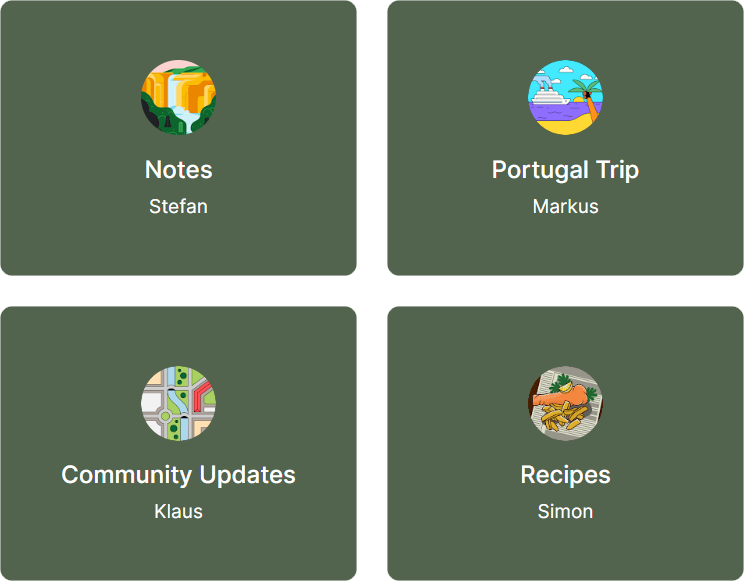 Notes
Stefan
Portugal Trip
Markus
Community Updates
Klaus
Recipes
Simon